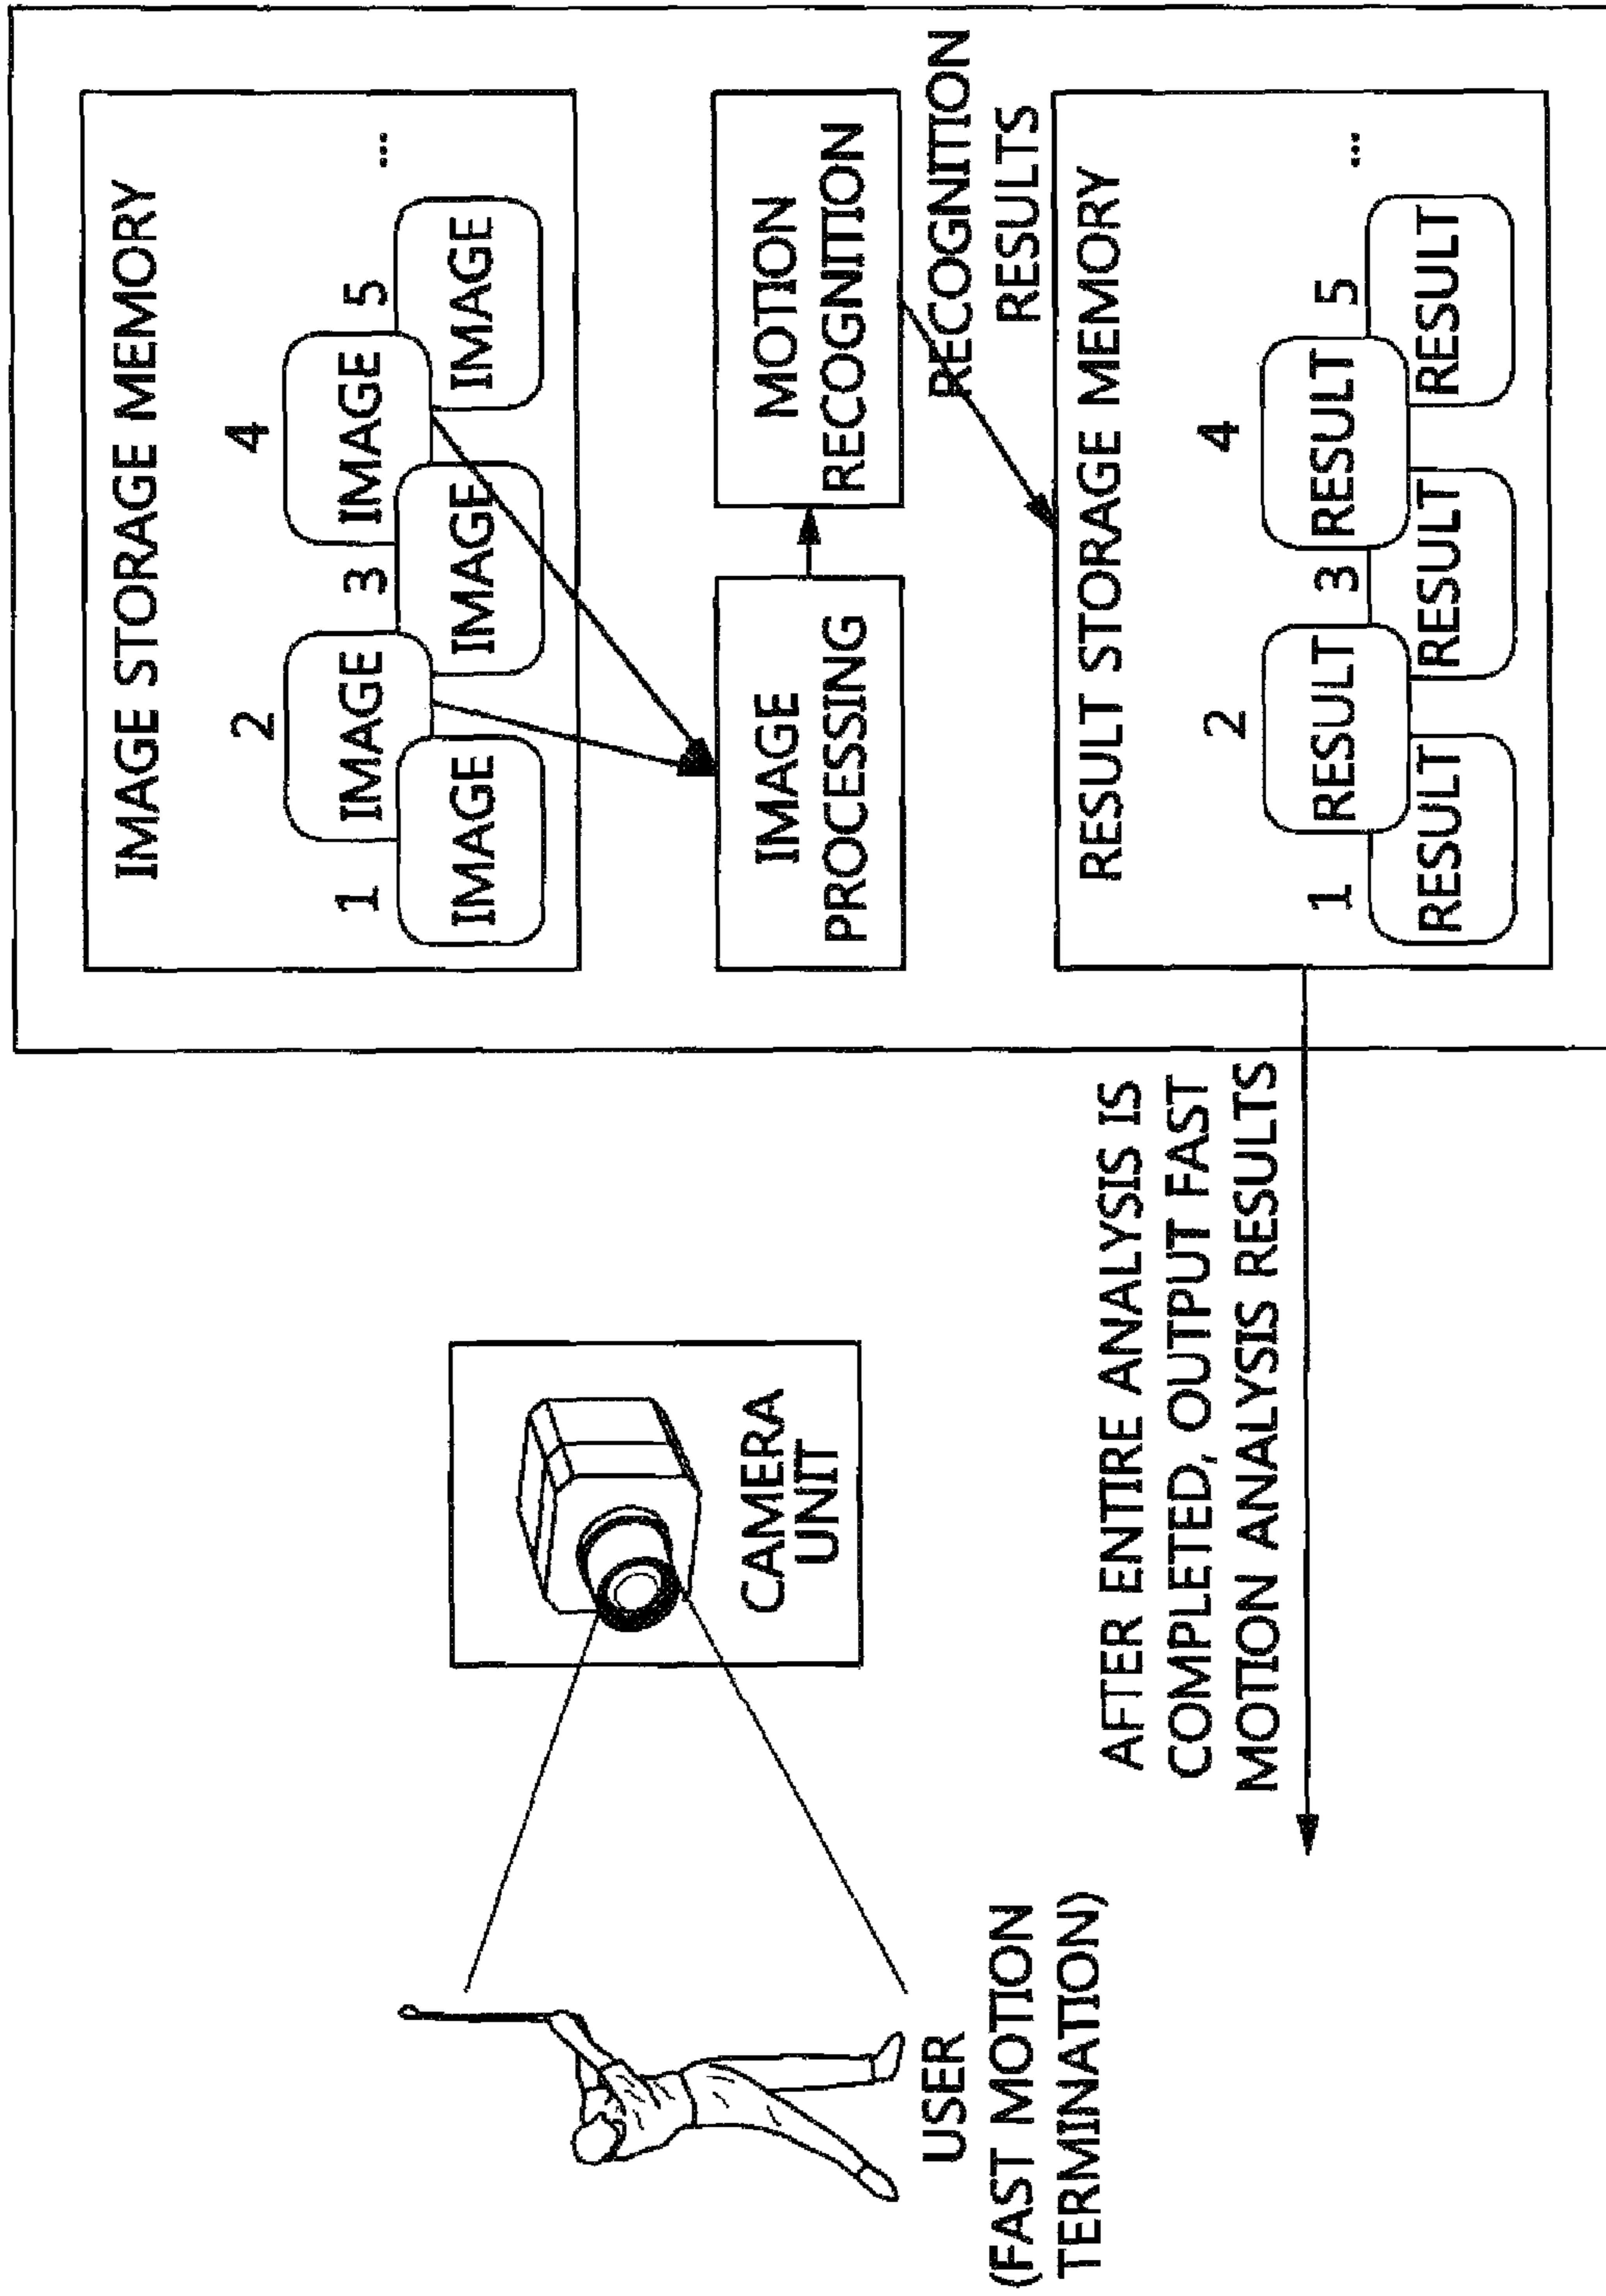 USER
(FAST MOTION
TERMINATION)
CAMERA
UNIT
AFTER ENTIRE ANALYSIS IS
COMPLETED, OUTPUT FAST
MOTION ANALYSIS RESULTS
IMAGE STORAGE MEMORY
2
4
1
3
5
...
IMAGE
IMAGE
IMAGE
IMAGE
IMAGE
IMAGE
PROCESSING
MOTION
RECOGNITION
RECOGNITION
RESULTS
RESULT STORAGE MEMORY
2
4
1
3
5
...
RESULT
RESULT
RESULT
RESULT
RESULT